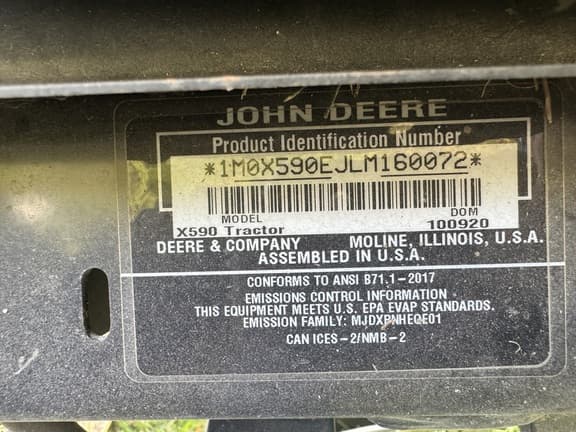 JOHN DEERE
Product Identification Number
*1M0X590EJLM160072*
MODEL DOM
X590 Tractor 100920
DEERE & COMPANY MOLINE, ILLINOIS, U.S.A.
ASSEMBLED IN U.S.A.
CONFORMS TO ANSI B71.1-2017
EMISSIONS CONTROL INFORMATION
THIS EQUIPMENT MEETS U.S. EPA EVAP STANDARDS.
EMISSION FAMILY: MJDXPNHEQE01
CAN ICES-2/NMB-2